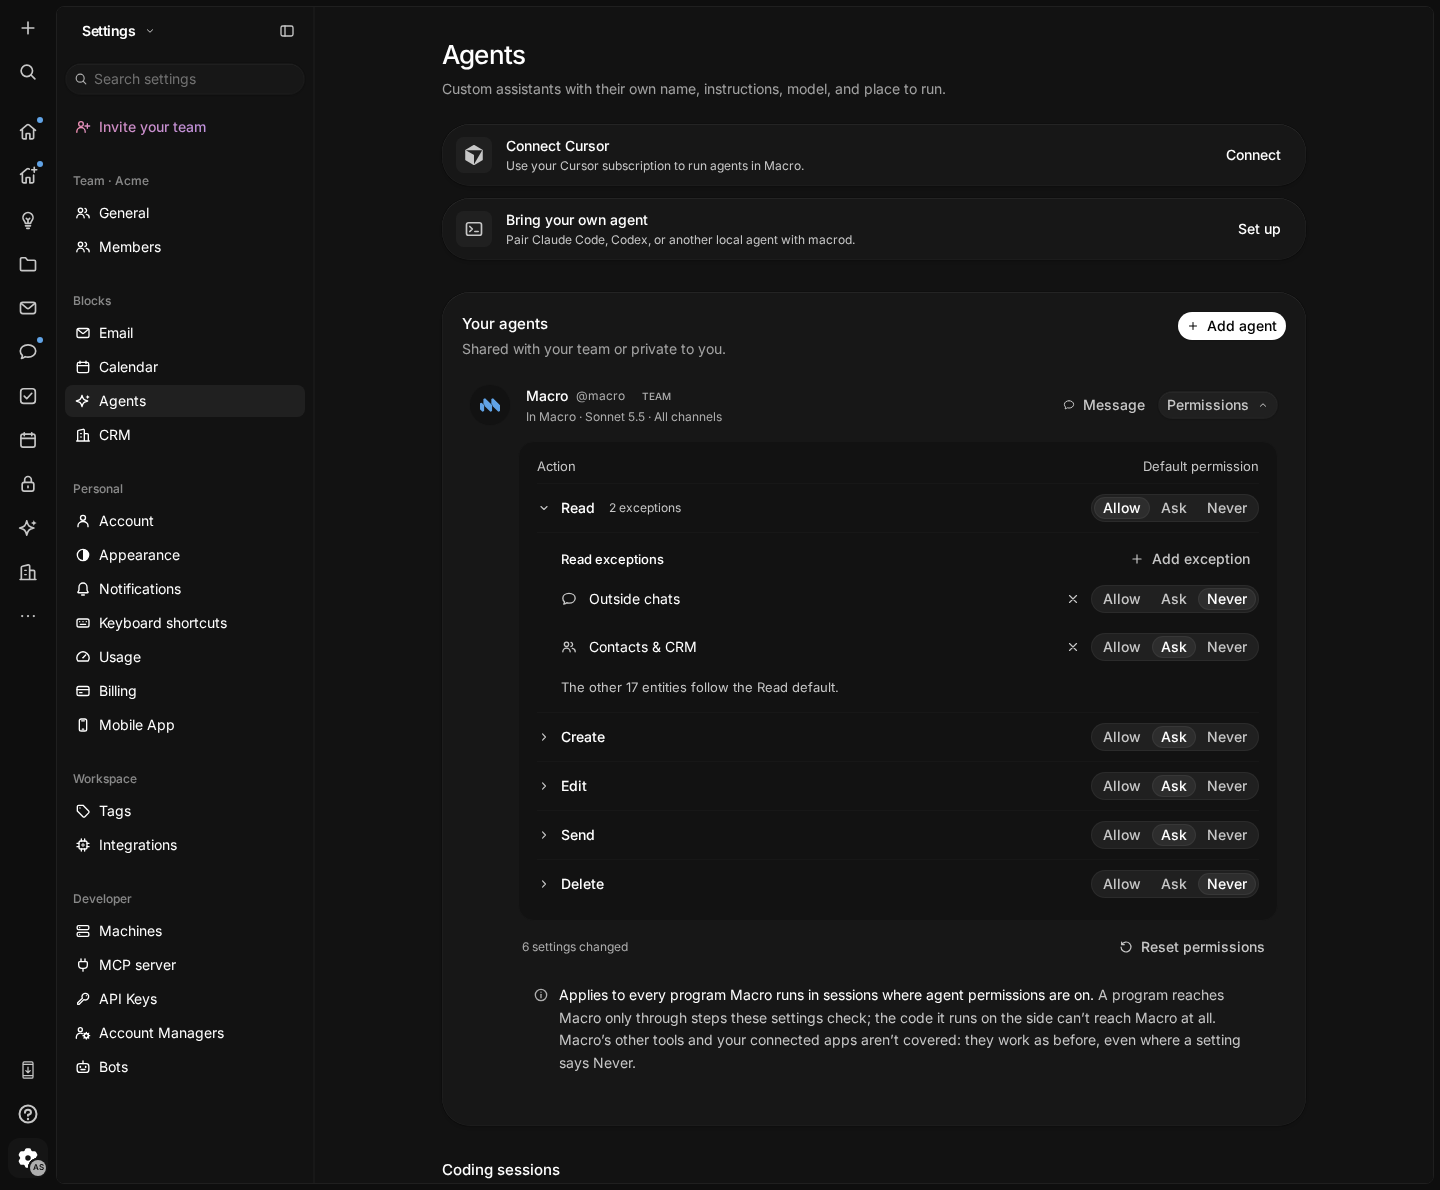 Settings
Search settings
Invite your team
Team · Acme
General
Members
Blocks
Email
Calendar
Agents
CRM
Personal
Account
Appearance
Notifications
Keyboard shortcuts
Usage
Billing
Mobile App
Workspace
Tags
Integrations
Developer
Machines
MCP server
API Keys
Account Managers
Bots
AS
Agents
Custom assistants with their own name, instructions, model, and place to run.
Connect Cursor
Use your Cursor subscription to run agents in Macro.
Connect
Bring your own agent
Pair Claude Code, Codex, or another local agent with macrod.
Set up
Your agents
Shared with your team or private to you.
Add agent
Macro @macro TEAM
In Macro · Sonnet 5.5 · All channels
Message
Permissions
Action Default permission
Read 2 exceptions Allow Ask Never
Read exceptions Add exception
Outside chats Allow Ask Never
Contacts & CRM Allow Ask Never
The other 17 entities follow the Read default.
Create Allow Ask Never
Edit Allow Ask Never
Send Allow Ask Never
Delete Allow Ask Never
6 settings changed Reset permissions
Applies to every program Macro runs in sessions where agent permissions are on. A program reaches
Macro only through steps these settings check; the code it runs on the side can’t reach Macro at all.
Macro’s other tools and your connected apps aren’t covered: they work as before, even where a setting
says Never.
Coding sessions